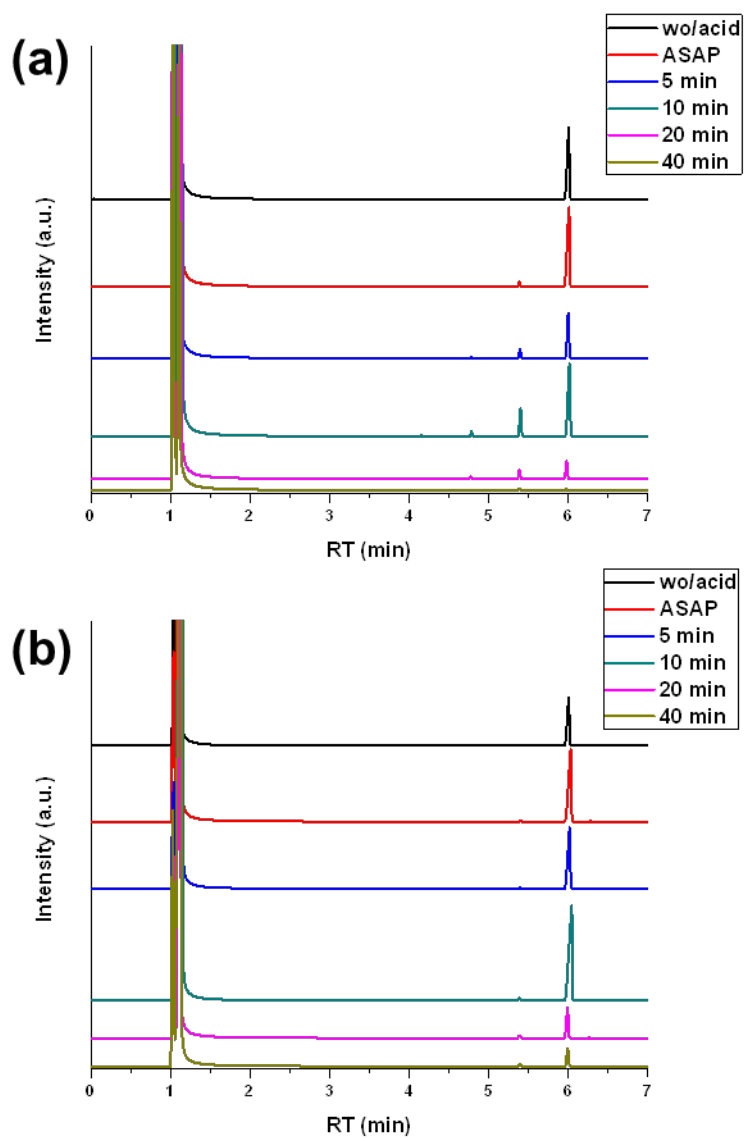 (a)
wo/acid
ASAP
5 min
10 min
20 min
40 min
Intensity (a.u.)
0 1 2 3 4 5 6 7
RT (min)
(b)
wo/acid
ASAP
5 min
10 min
20 min
40 min
Intensity (a.u.)
0 1 2 3 4 5 6 7
RT (min)